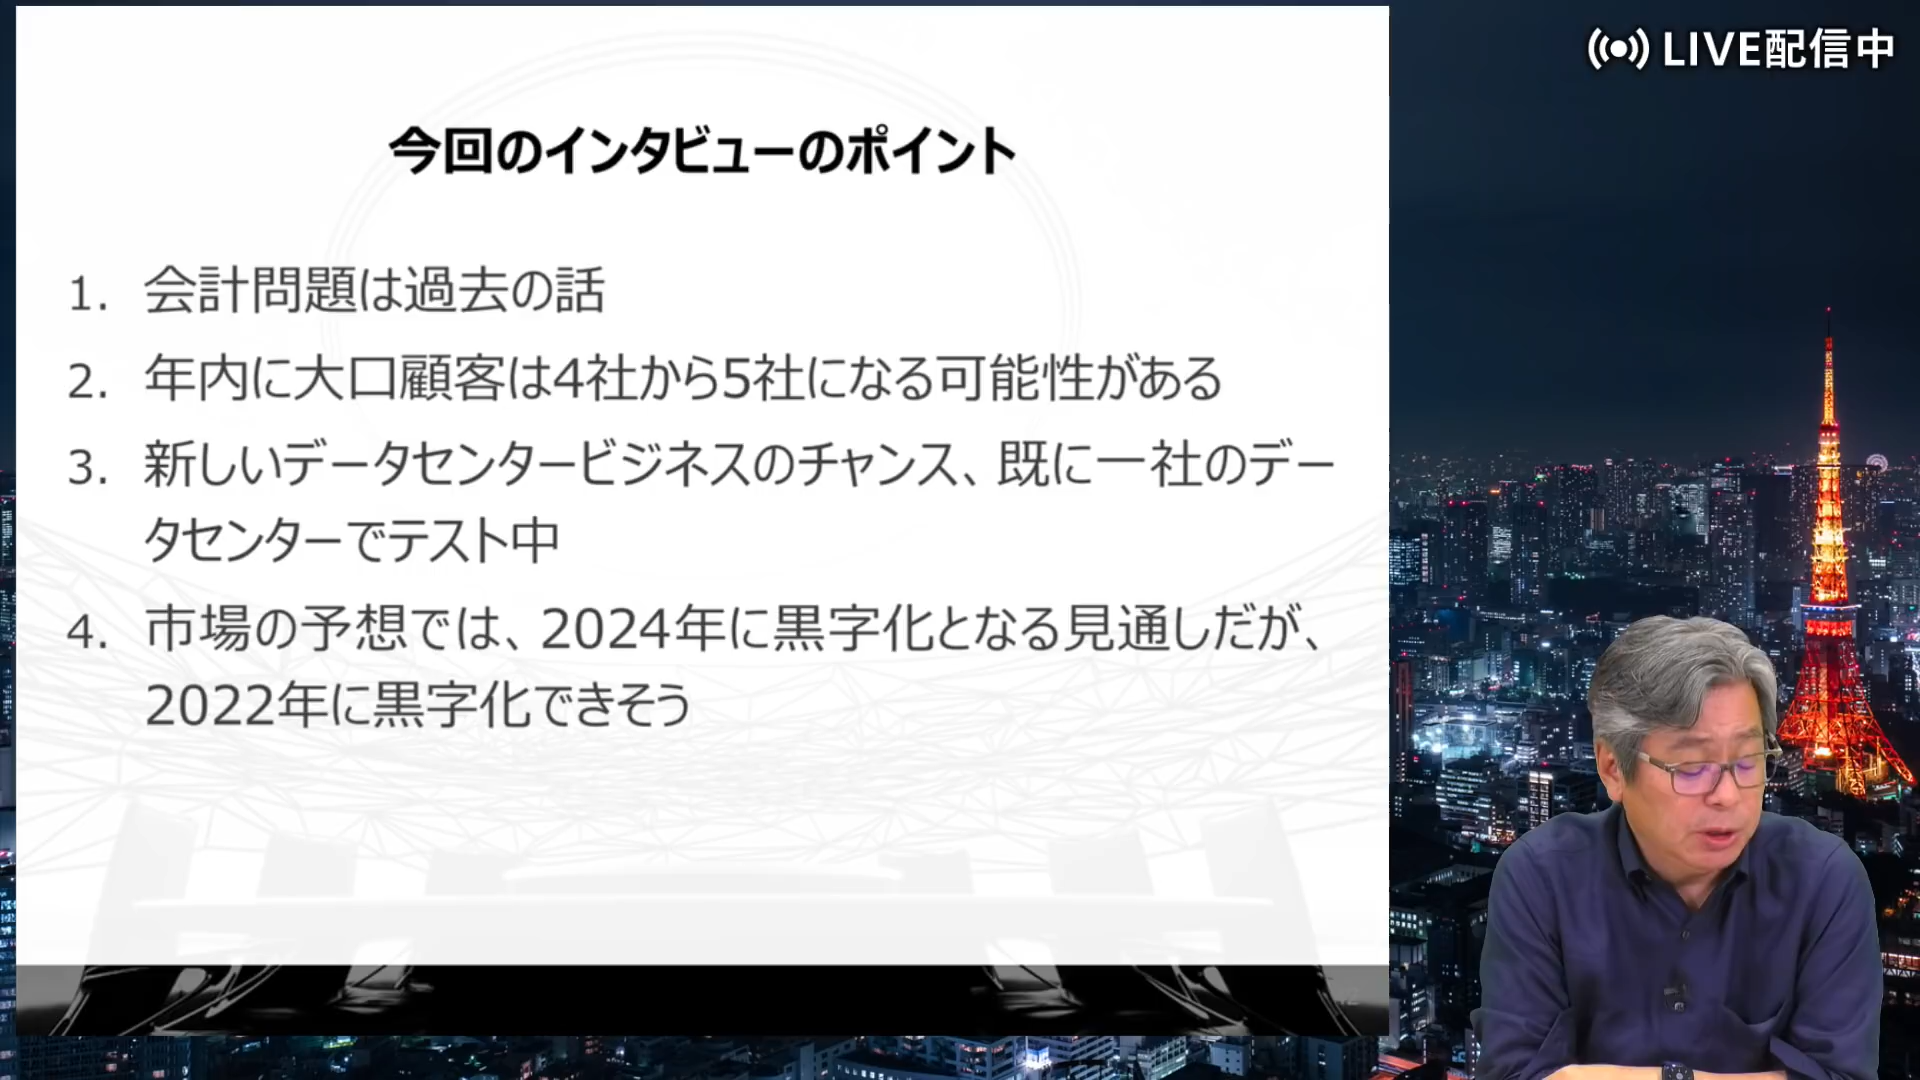 LIVE配信中
今回のインタビューのポイント
1. 会計問題は過去の話
2. 年内に大口顧客は4社から5社になる可能性がある
3. 新しいデータセンタービジネスのチャンス、既に一社のデー
タセンターでテスト中
4. 市場の予想では、2024年に黒字化となる見通しだが、
2022年に黒字化できそう